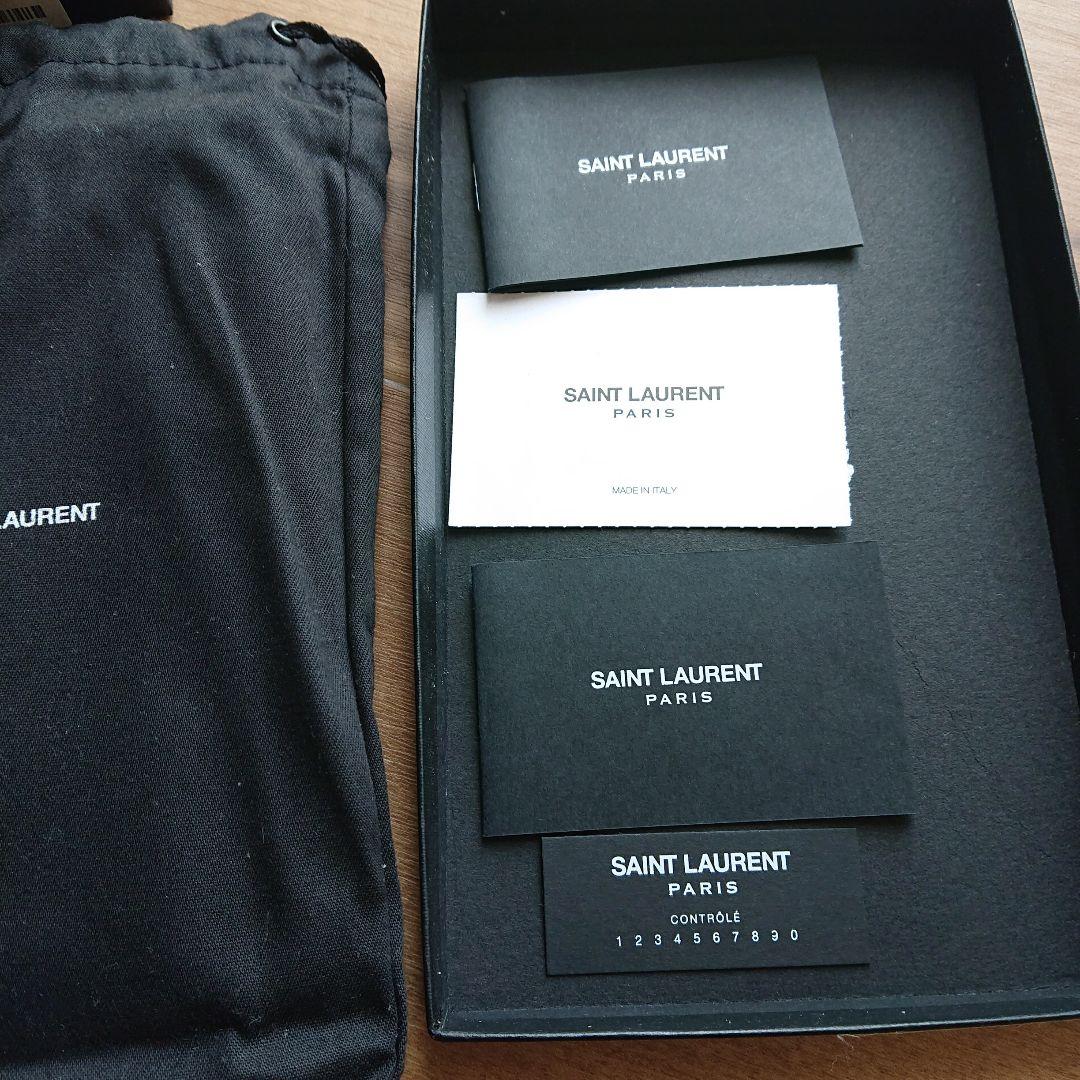 LAURENT
SAINT LAURENT
PARIS
SAINT LAURENT
PARIS
MADE IN ITALY
SAINT LAURENT
PARIS
SAINT LAURENT
PARIS
CONTRÔLÉ
1 2 3 4 5 6 7 8 9 0